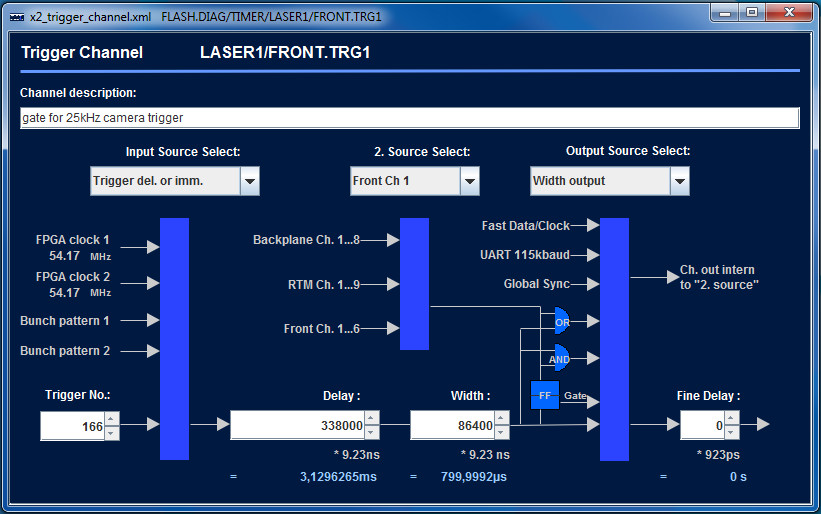 x2_trigger_channel.xml FLASH.DIAG/TIMER/LASER1/FRONT.TRG1
Trigger Channel LASER1/FRONT.TRG1
Channel description:
gate for 25kHz camera trigger
Input Source Select: 2. Source Select: Output Source Select:
Trigger del. or imm. Front Ch 1 Width output
FPGA clock 1
54.17 MHz
FPGA clock 2
54.17 MHz
Bunch pattern 1
Bunch pattern 2
Backplane Ch. 1...8
RTM Ch. 1...9
Front Ch. 1...6
Fast Data/Clock
UART 115kbaud
Global Sync
OR
AND
FF Gate
Ch. out intern
to "2. source"
Trigger No.: Delay : Width : Fine Delay :
166 338000 86400 0
* 9.23ns * 9.23 ns * 923ps
= 3,1296265ms = 799,9992µs = 0 s